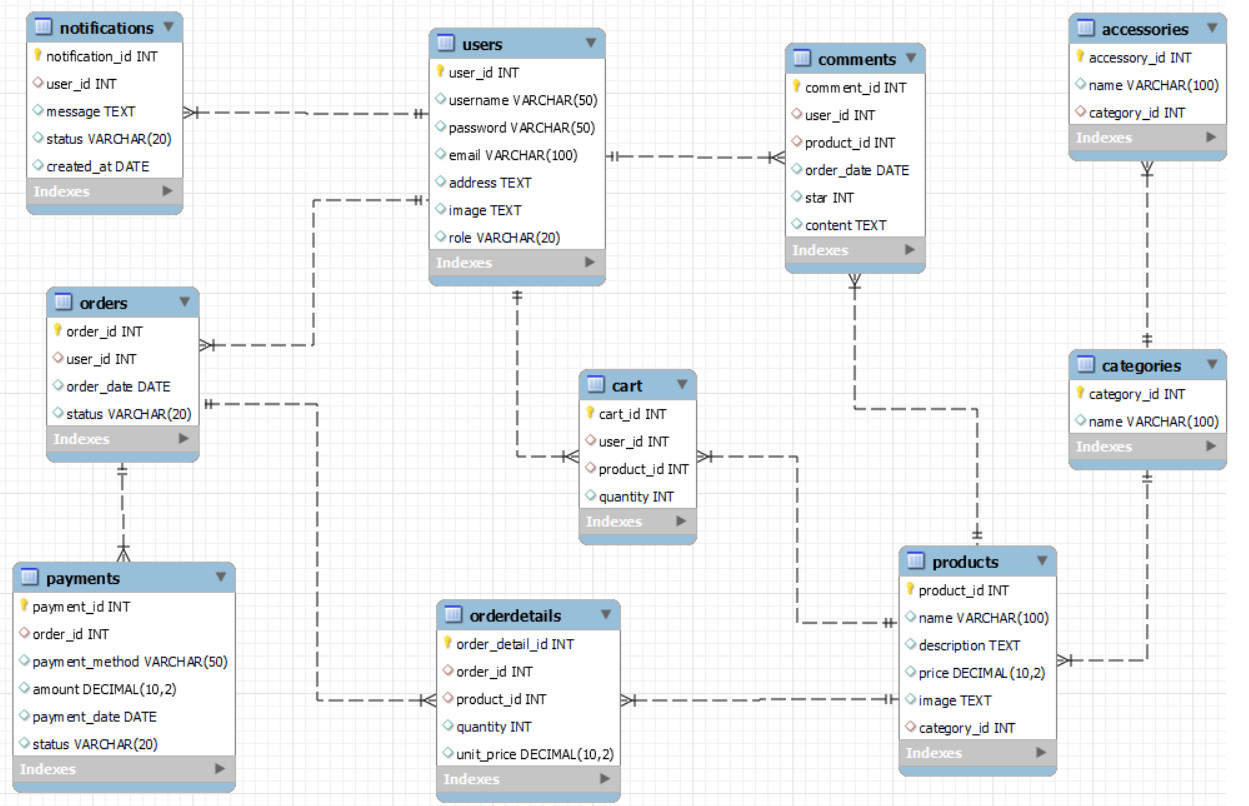 notifications
notification_id INT
user_id INT
message TEXT
status VARCHAR(20)
created_at DATE
Indexes
users
user_id INT
username VARCHAR(50)
password VARCHAR(50)
email VARCHAR(100)
address TEXT
image TEXT
role VARCHAR(20)
Indexes
comments
comment_id INT
user_id INT
product_id INT
order_date DATE
star INT
content TEXT
Indexes
accessories
accessory_id INT
name VARCHAR(100)
category_id INT
Indexes
orders
order_id INT
user_id INT
order_date DATE
status VARCHAR(20)
Indexes
cart
cart_id INT
user_id INT
product_id INT
quantity INT
Indexes
categories
category_id INT
name VARCHAR(100)
Indexes
payments
payment_id INT
order_id INT
payment_method VARCHAR(50)
amount DECIMAL(10,2)
payment_date DATE
status VARCHAR(20)
Indexes
orderdetails
order_detail_id INT
order_id INT
product_id INT
quantity INT
unit_price DECIMAL(10,2)
Indexes
products
product_id INT
name VARCHAR(100)
description TEXT
price DECIMAL(10,2)
image TEXT
category_id INT
Indexes